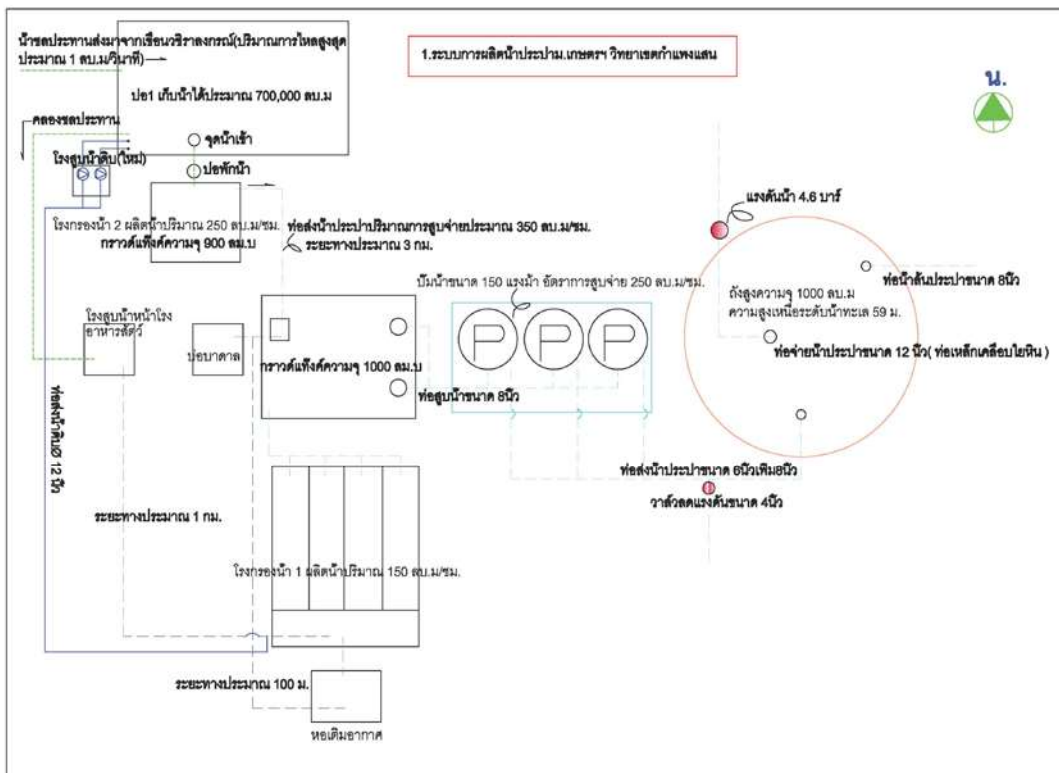 น้ำชลประทานส่งมาจากเขื่อนวชิราลงกรณ์(ปริมาณการไหลสูงสุด
ประมาณ 1 ลบ.ม/วินาที)
1.ระบบการผลิตน้ำประปาม.เกษตรฯ วิทยาเขตกำแพงแสน
น.
บ่อ1 เก็บน้ำได้ประมาณ 700,000 ลบ.ม
คลองชลประทาน
จุดน้ำเข้า
โรงสูบน้ำดิบ(ใหม่)
บ่อพักน้ำ
แรงดันน้ำ 4.6 บาร์
โรงกรองน้ำ 2 ผลิตน้ำปริมาณ 250 ลบ.ม/ชม.
กราวด์แท๊งค์ความจุ 900 ลม.บ
ท่อส่งน้ำประปาปริมาณการสูบจ่ายประมาณ 350 ลบ.ม/ชม.
ระยะทางประมาณ 3 กม.
ปั๊มน้ำขนาด 150 แรงม้า อัตราการสูบจ่าย 250 ลบ.ม/ชม.
ท่อน้ำล้นประปาขนาด 8นิ้ว
ถังสูงความจุ 1000 ลบ.ม
ความสูงเหนือระดับน้ำทะเล 59 ม.
โรงสูบน้ำหน้าโรง
อาหารสัตว์
บ่อบาดาล
P P P
ท่อจ่ายน้ำประปาขนาด 12 นิ้ว( ท่อเหล็กเคลือบใยหิน )
กราวด์แท๊งค์ความจุ 1000 ลม.บ
ท่อสูบน้ำขนาด 8นิ้ว
ท่อส่งน้ำดิบØ 12 นิ้ว
ท่อส่งน้ำประปาขนาด 6นิ้วเพิ่ม8นิ้ว
วาล์วลดแรงดันขนาด 4นิ้ว
ระยะทางประมาณ 1 กม.
โรงกรองน้ำ 1 ผลิตน้ำปริมาณ 150 ลบ.ม/ชม.
ระยะทางประมาณ 100 ม.
หอเติมอากาศ